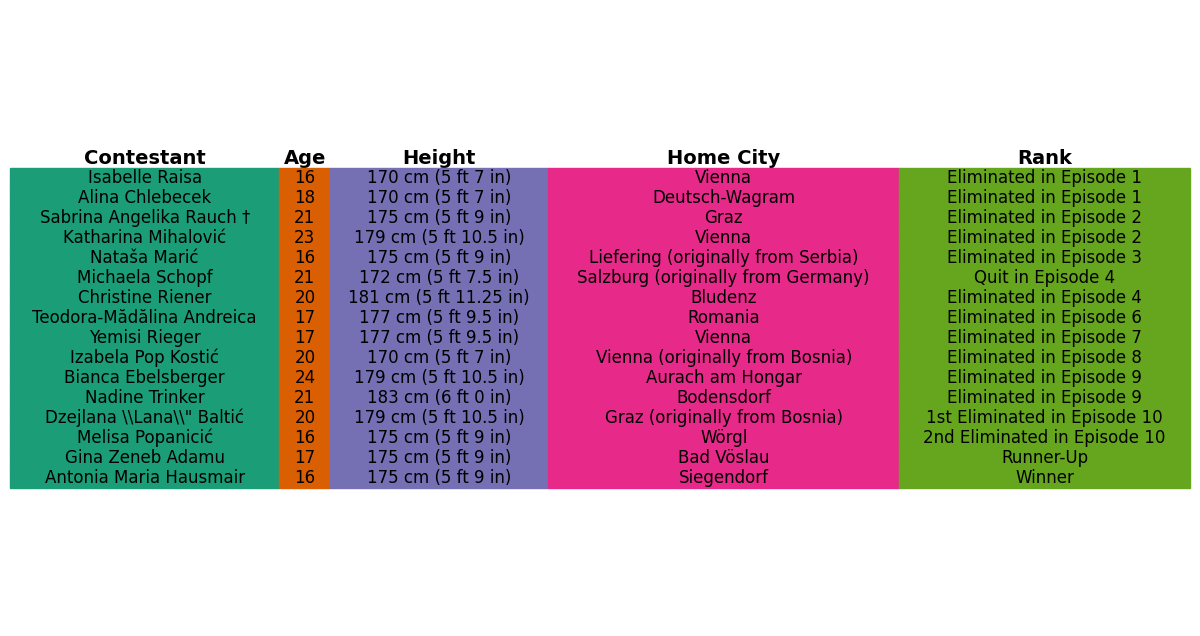 Contestant Age Height Home City Rank
Isabelle Raisa 16 170 cm (5 ft 7 in) Vienna Eliminated in Episode 1
Alina Chlebecek 18 170 cm (5 ft 7 in) Deutsch-Wagram Eliminated in Episode 1
Sabrina Angelika Rauch † 21 175 cm (5 ft 9 in) Graz Eliminated in Episode 2
Katharina Mihalović 23 179 cm (5 ft 10.5 in) Vienna Eliminated in Episode 2
Nataša Marić 16 175 cm (5 ft 9 in) Liefering (originally from Serbia) Eliminated in Episode 3
Michaela Schopf 21 172 cm (5 ft 7.5 in) Salzburg (originally from Germany) Quit in Episode 4
Christine Riener 20 181 cm (5 ft 11.25 in) Bludenz Eliminated in Episode 4
Teodora-Mădălina Andreica 17 177 cm (5 ft 9.5 in) Romania Eliminated in Episode 6
Yemisi Rieger 17 177 cm (5 ft 9.5 in) Vienna Eliminated in Episode 7
Izabela Pop Kostić 20 170 cm (5 ft 7 in) Vienna (originally from Bosnia) Eliminated in Episode 8
Bianca Ebelsberger 24 179 cm (5 ft 10.5 in) Aurach am Hongar Eliminated in Episode 9
Nadine Trinker 21 183 cm (6 ft 0 in) Bodensdorf Eliminated in Episode 9
Dzejlana \\Lana\\" Baltić 20 179 cm (5 ft 10.5 in) Graz (originally from Bosnia) 1st Eliminated in Episode 10
Melisa Popanicić 16 175 cm (5 ft 9 in) Wörgl 2nd Eliminated in Episode 10
Gina Zeneb Adamu 17 175 cm (5 ft 9 in) Bad Vöslau Runner-Up
Antonia Maria Hausmair 16 175 cm (5 ft 9 in) Siegendorf Winner